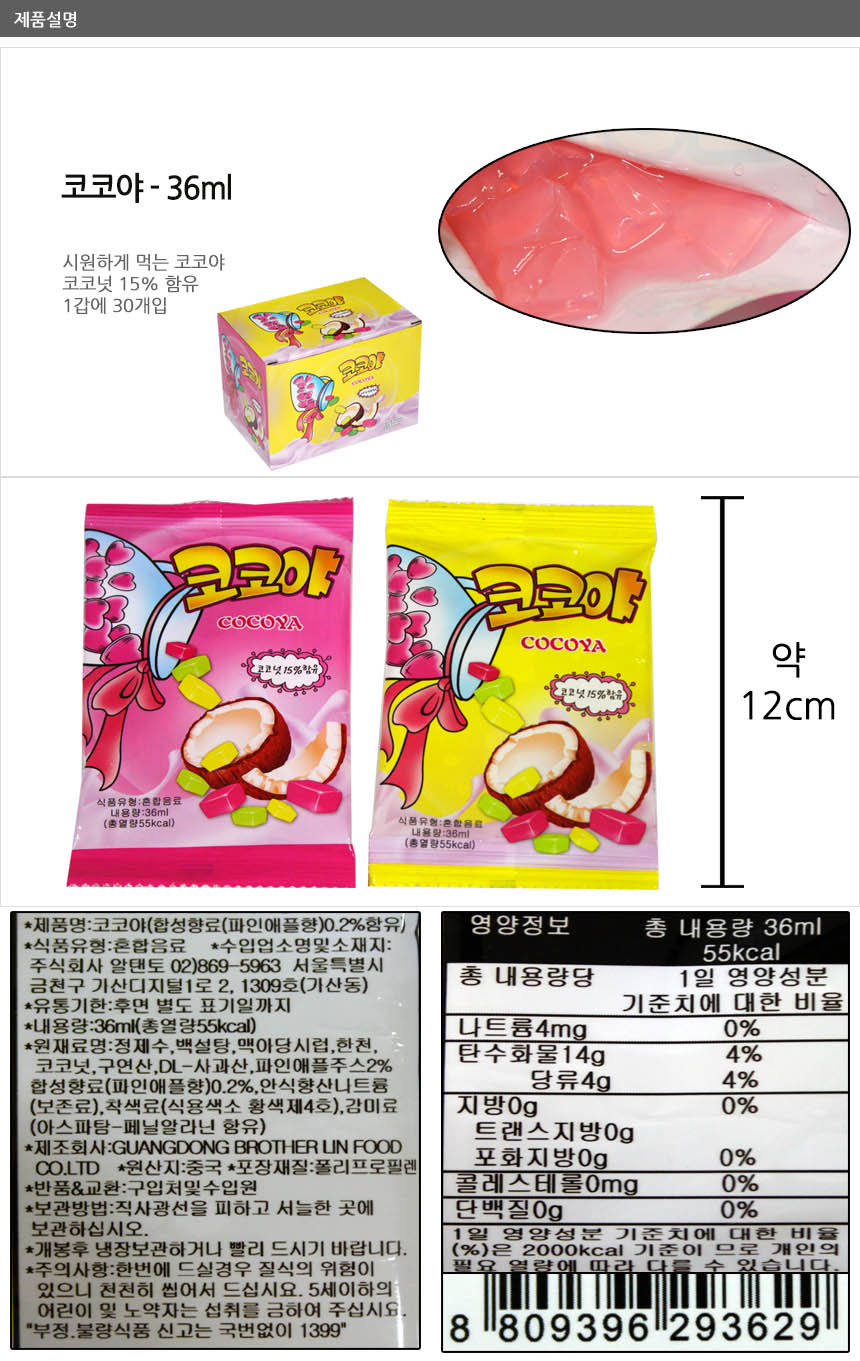 제품설명
코코야 - 36ml
시원하게 먹는 코코야
코코넛 15% 함유
1갑에 30개입
코코야
코코야
코코야
COCOYA
코코야
COCOYA
코코넛 15%함유
식품유형:혼합음료
내용량:36ml
(총열량55kcal)
코코야
COCOYA
코코넛 15%함유
식품유형:혼합음료
내용량:36ml
(총열량55kcal)
약
12cm
*제품명:코코야(합성향료(파인애플향)0.2%함유)
*식품유형:혼합음료 *수입업소명및소재지:
주식회사 알댄토 02)869-5963 서울특별시
금천구 가산디지털1로 2, 1309호(가산동)
*유통기한:후면 별도 표기일까지
*내용량:36ml(총열량55kcal)
*원재료명:정제수,백설탕,맥아당시럽,한천,
코코넛,구연산,DL-사과산,파인애플주스2%
합성향료(파인애플향)0.2%,안식향산나트륨
(보존료),착색료(식용색소 황색제4호),감미료
(아스파탐-페닐알라닌 함유)
*제조회사:GUANGDONG BROTHER LIN FOOD
CO.LTD *원산지:중국 *포장재질:폴리프로필렌
*반품&교환:구입처및수입원
*보관방법:직사광선을 피하고 서늘한 곳에
보관하십시오.
*개봉후 냉장보관하거나 빨리 드시기 바랍니다.
*주의사항:한번에 드실경우 질식의 위험이
있으니 천천히 씹어서 드십시요. 5세이하의
어린이 및 노약자는 섭취를 금하여 주십시요.
"부정.불량식품 신고는 국번없이 1399"
영양정보 총 내용량 36ml
55kcal
총 내용량당 1일 영양성분
기준치에 대한 비율
나트륨4mg 0%
탄수화물14g 4%
당류4g 4%
지방0g 0%
트랜스지방0g
포화지방0g 0%
콜레스테롤0mg 0%
단백질0g 0%
1일 영양성분 기준치에 대한 비율
(%)은 2000kcal 기준이 므로 개인의
필요 열량에 따라 다를 수 있습니다.
8 809396 293629